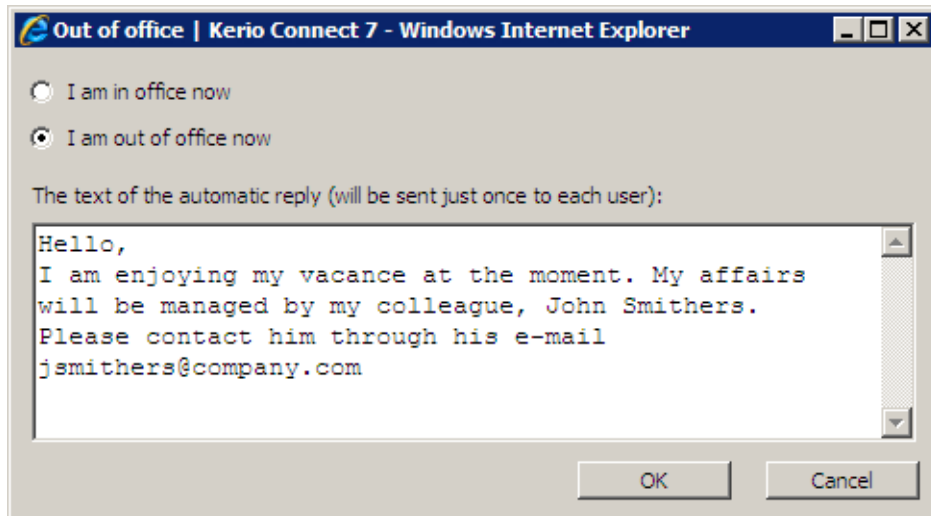 Out of office | Kerio Connect 7 - Windows Internet Explorer
I am in office now
I am out of office now
The text of the automatic reply (will be sent just once to each user):
Hello,
I am enjoying my vacance at the moment. My affairs
will be managed by my colleague, John Smithers.
Please contact him through his e-mail
jsmithers@company.com
OK Cancel